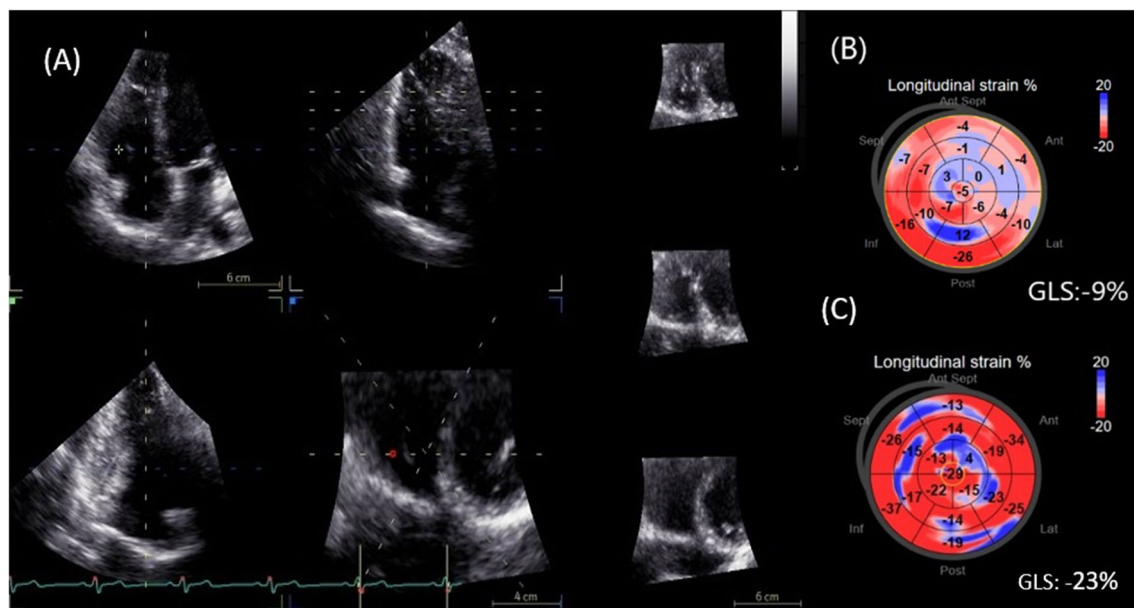 (A)
6 cm
4 cm
6 cm
(B)
Longitudinal strain %
20
-20
Ant Sept
Sept
Ant
-4
-7
-1
-4
-7
3
0
1
-5
-10
-7
-6
-4
-16
-10
12
Inf
Lat
-26
Post
GLS:-9%
(C)
Longitudinal strain %
20
-20
Ant Sept
-13
Sept
Ant
-26
-14
-34
-15
-13
4
-19
-29
-17
-22
-15
-23
-37
-25
-14
Inf
-19
Lat
Post
GLS: -23%